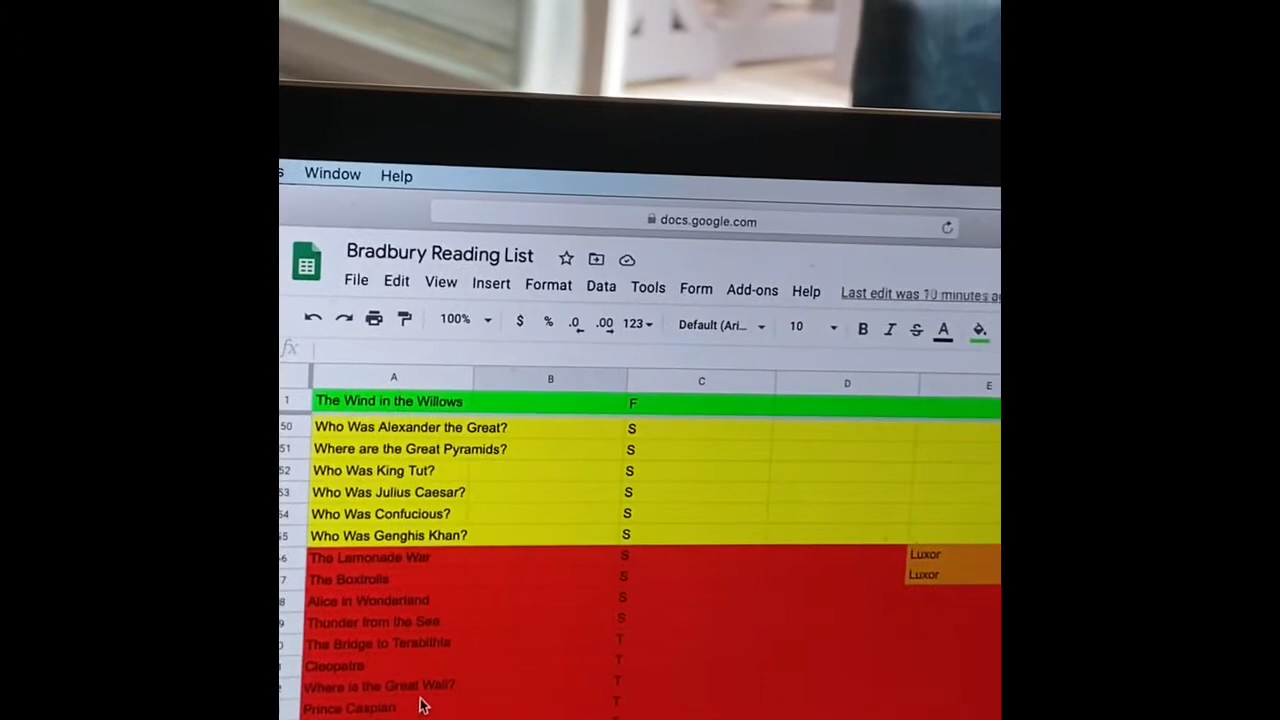 Window Help
docs.google.com
Bradbury Reading List
File Edit View Insert Format Data Tools Form Add-ons Help Last edit was 10 minutes
100% $ % .0 .00 123 Default (Ari... 10 B I S A
fx
A B C D E
1 The Wind in the Willows F
50 Who Was Alexander the Great? S
51 Where are the Great Pyramids? S
52 Who Was King Tut? S
53 Who Was Julius Caesar? S
54 Who Was Confucious? S
Who Was Genghis Khan? S
The Lamonade War S Luxor
The Boxtrolls S Luxor
Alice in Wonderland S
Thunder from the Sea S
The Bridge to Terabithia T
Cleopatra T
Where is the Great Wall? T
Prince Caspian T